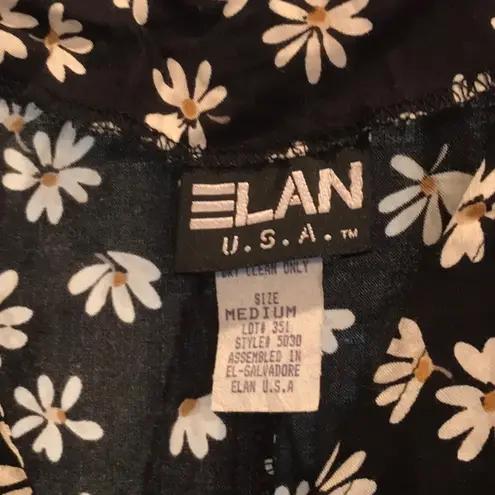 ELAN
U.S.A. TM
DRY CLEAN ONLY
SIZE
MEDIUM
LOT# 351
STYLE# 5030
ASSEMBLED IN
EL-SALVADORE
ELAN U.S.A